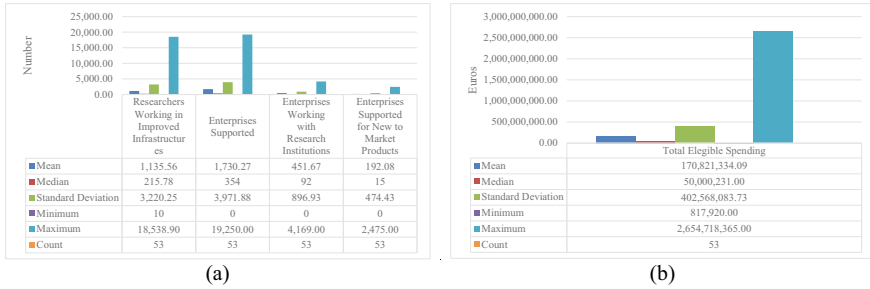 25,000.00
20,000.00
15,000.00
10,000.00
5,000.00
0.00
Number
Researchers Working in Improved Infrastructur es
Enterprises Supported
Enterprises Working with Research Institutions
Enterprises Supported for New to Market Products
Mean 1,135.56 1,730.27 451.67 192.08
Median 215.78 354 92 15
Standard Deviation 3,220.25 3,971.88 896.93 474.43
Minimum 10 0 0 0
Maximum 18,538.90 19,250.00 4,169.00 2,475.00
Count 53 53 53 53
(a)
3,000,000,000.00
2,500,000,000.00
2,000,000,000.00
1,500,000,000.00
1,000,000,000.00
500,000,000.00
0.00
Euros
Total Elegible Spending
Mean 170,821,334.09
Median 50,000,231.00
Standard Deviation 402,568,083.73
Minimum 817,920.00
Maximum 2,654,718,365.00
Count 53
(b)